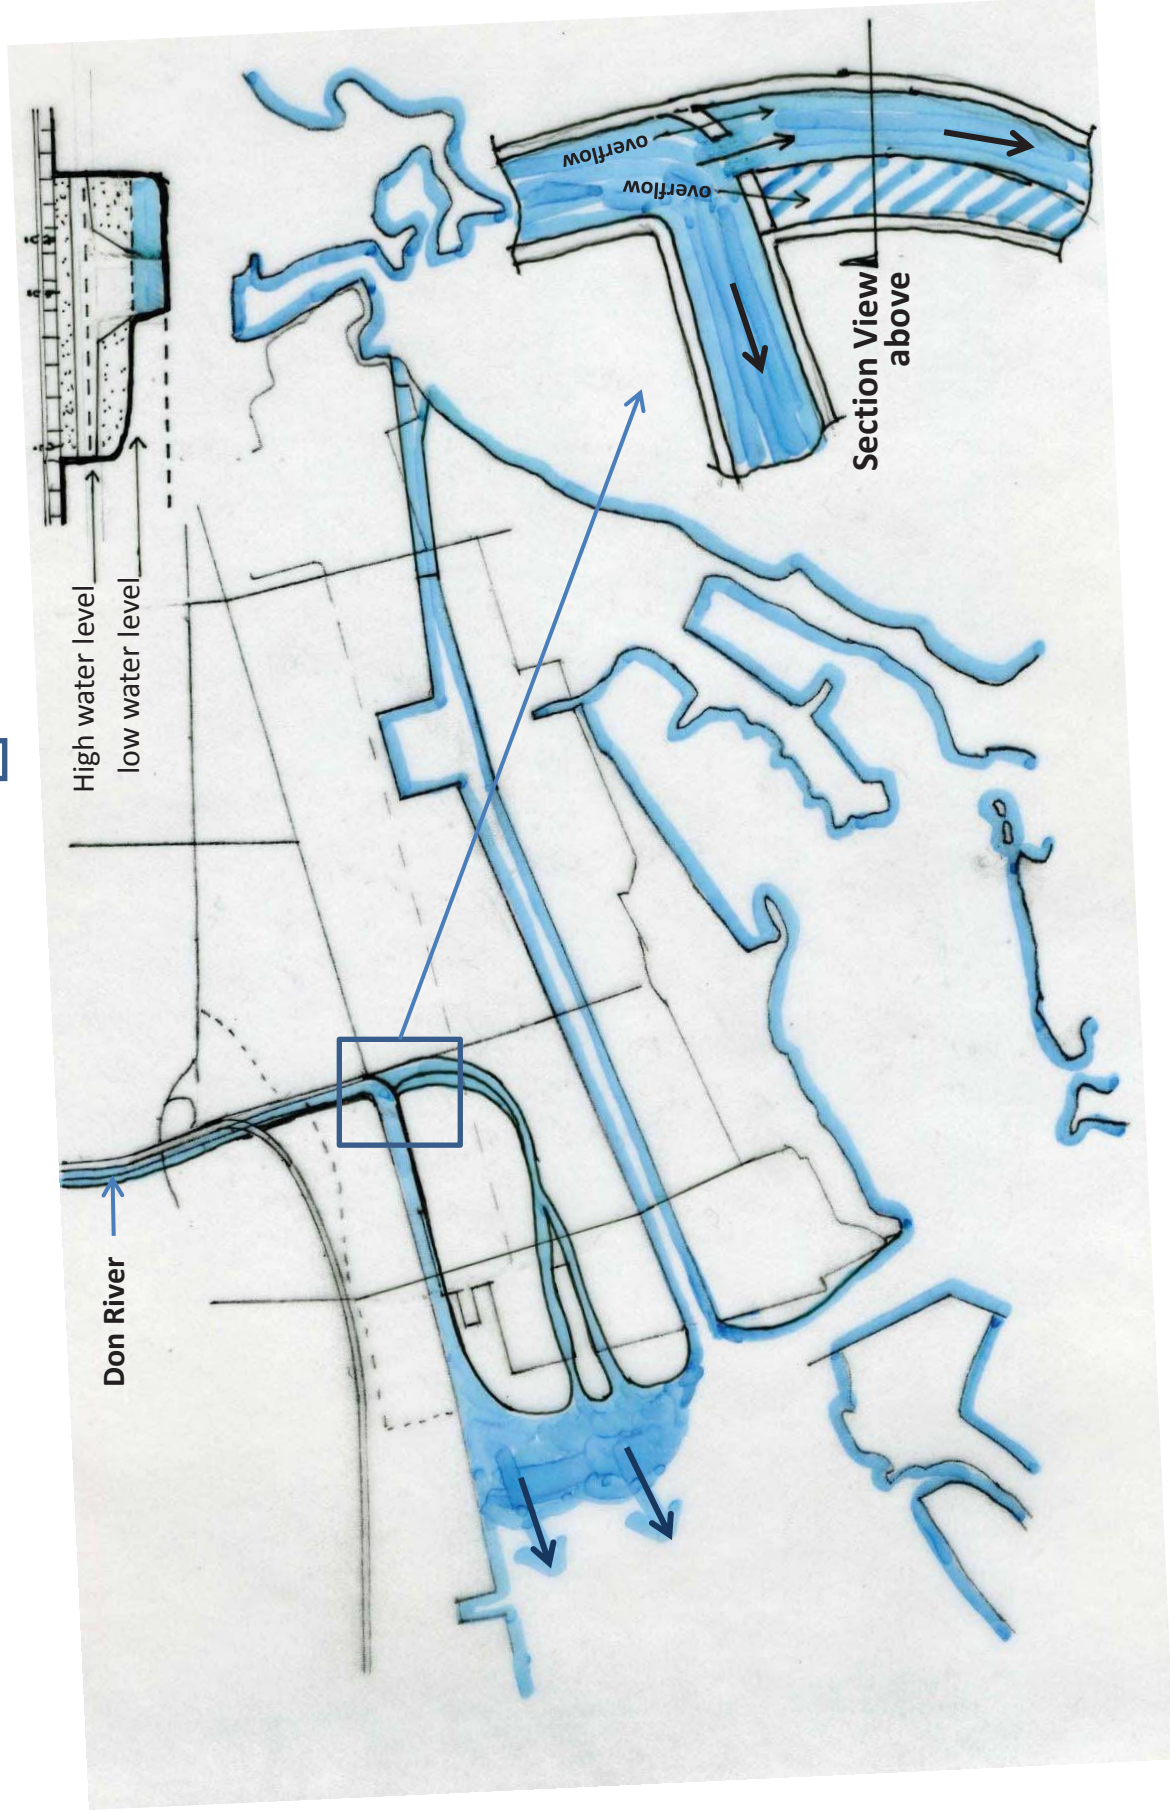 High water level
low water level
Don River
overflow
overflow
Section View
above